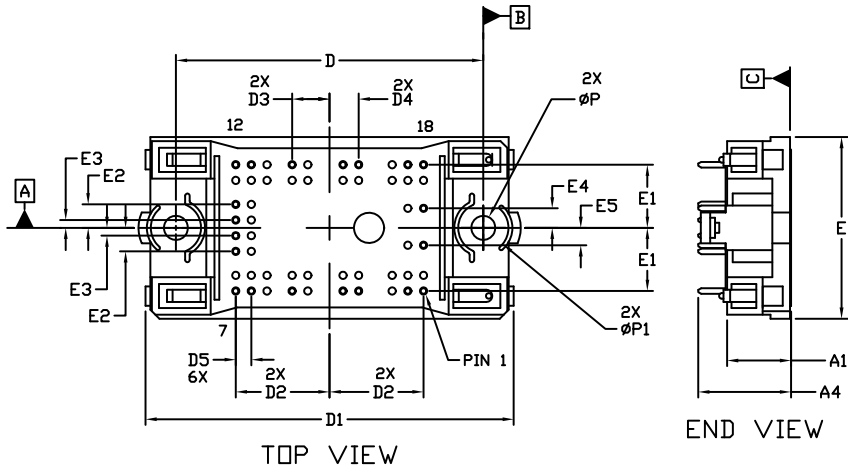 B
C
D
2X
D3
2X
D4
2X
øP
12
18
E3
E2
A
E4
E5
E1
E1
E
E3
E2
7
D5
6X
2X
D2
2X
D2
PIN 1
2X
øP1
D1
A1
A4
TOP VIEW
END VIEW